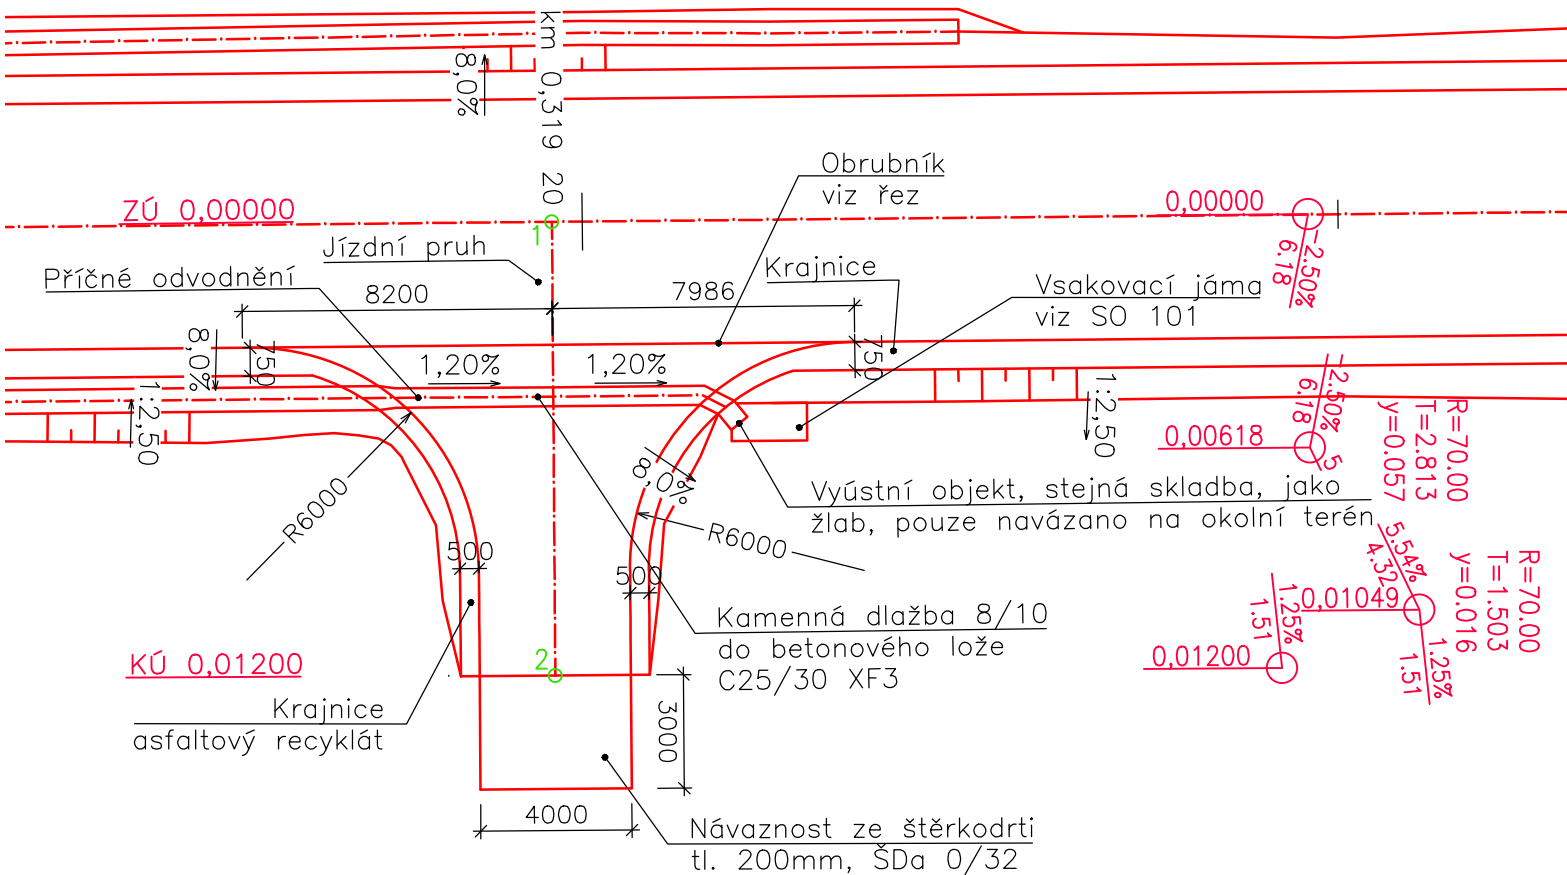 km 0,319 20
8,0%
ZÚ 0,00000
Obrubník
viz řez
0,00000
-2.50%
6.18
1
Jízdní pruh
Příčné odvodnění
8200
7986
Krajnice
Vsakovací jáma
viz SO 101
8,0%
750
1,20%
1,20%
750
1:2,50
1:2,50
-2.50%
6.18
0,00618
5
R=70.00
T=2.813
y=0.057
8,0%
R6000
R6000
Vyústní objekt, stejná skladba, jako
žlab, pouze navázano na okolní terén
500
500
5.54%
4.32
0,01049
1.25%
1.51
R=70.00
T=1.503
y=0.016
1.25%
1.51
0,01200
Kamenná dlažba 8/10
do betonového lože
C25/30 XF3
KÚ 0,01200
2
Krajnice
asfaltový recyklát
3000
4000
Návaznost ze štěrkodrti
tl. 200mm, ŠDa 0/32